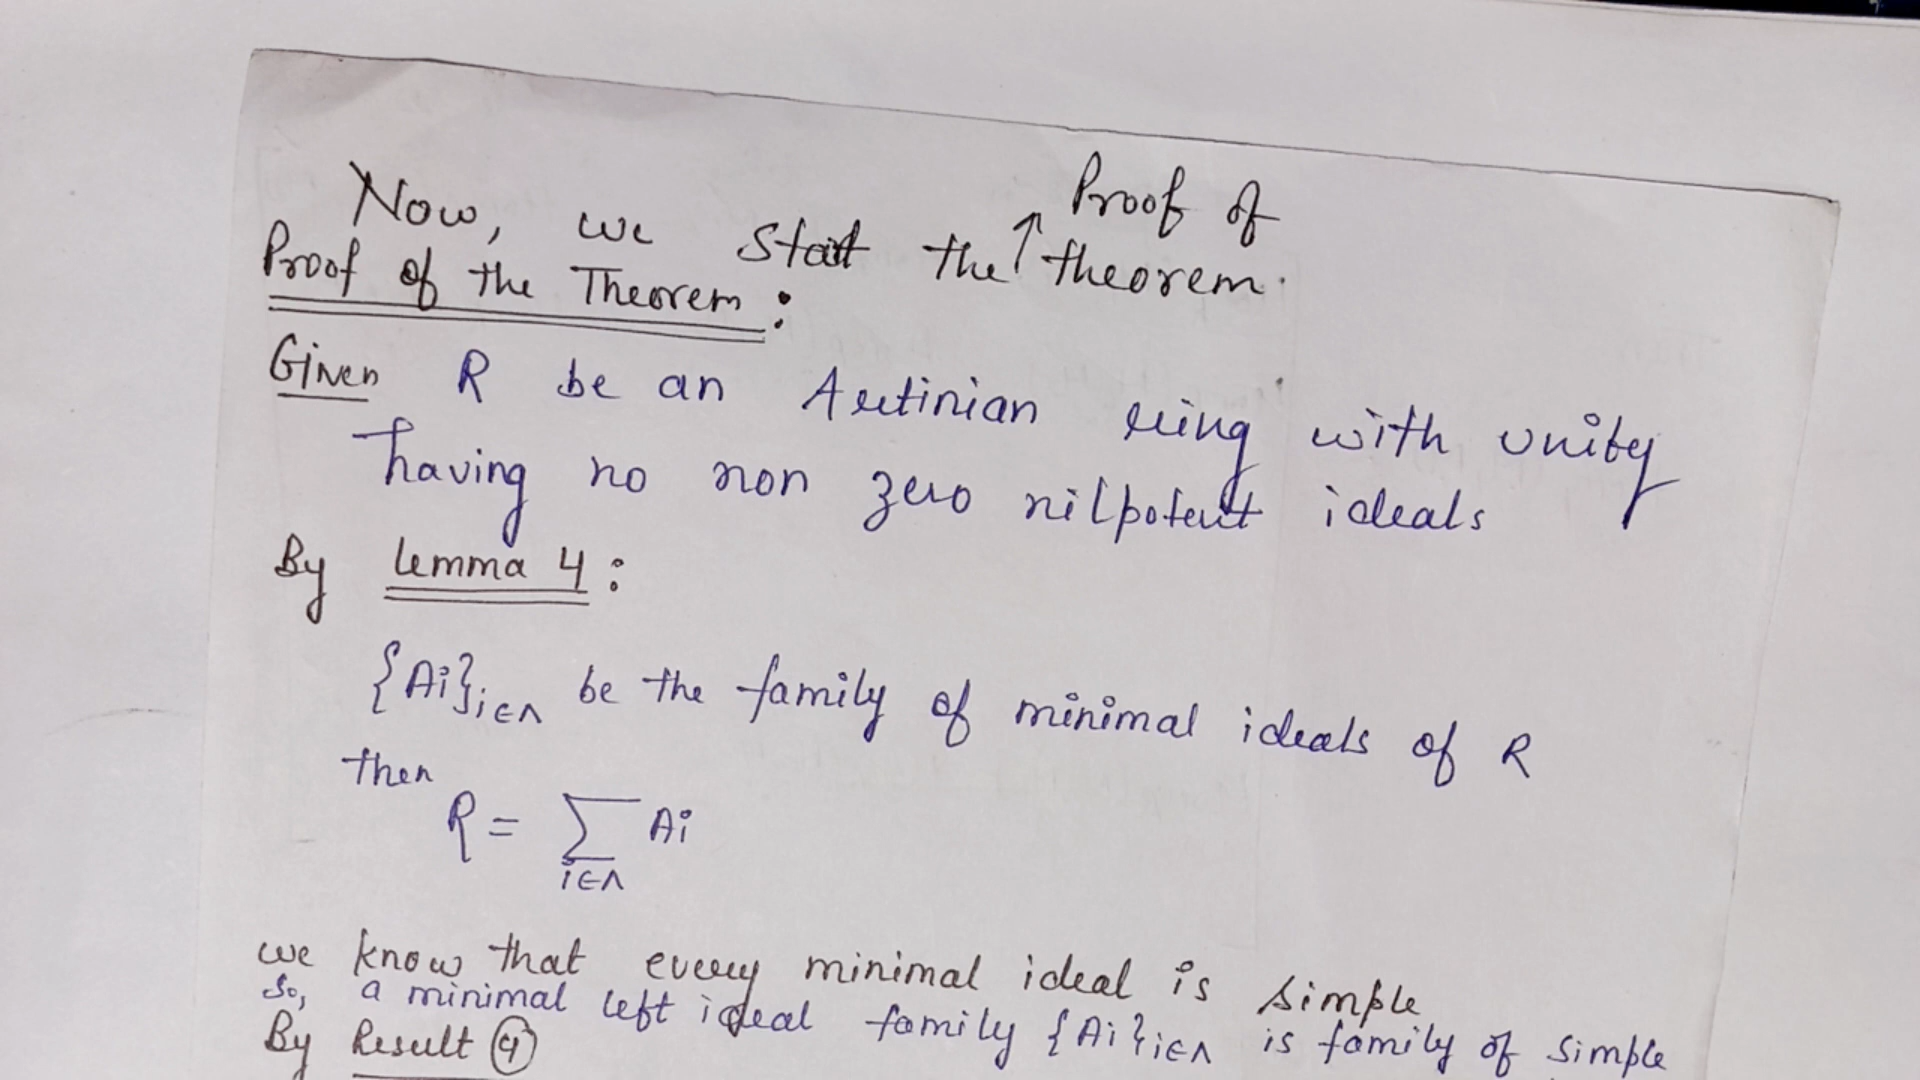 Now, we start the ↑ theorem.
Proof of
Proof of the Theorem :
Given R be an Artinian ring with unity
having no non zero nilpotent ideals
By Lemma 4 :
{Ai}i∈Λ be the family of minimal ideals of R
then
R = ∑ Ai
i∈Λ
we know that every minimal ideal is simple
So, a minimal left ideal family {Ai}i∈Λ is family of simple
By Result